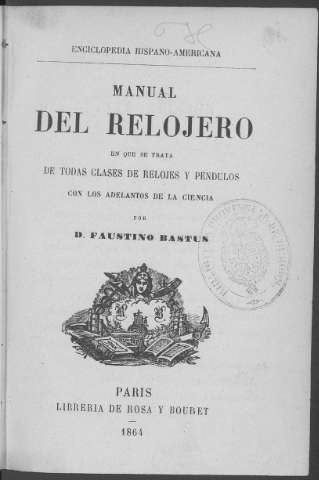 ENCICLOPEDIA HISPANO-AMERICANA
MANUAL
DEL RELOJERO
EN QUE SE TRATA
DE TODAS CLASES DE RELOJES Y PÉNDULOS
CON LOS ADELANTOS DE LA CIENCIA
POR
D. FAUSTINO BASTUS
PARIS
LIBRERIA DE ROSA Y BOURET
1864